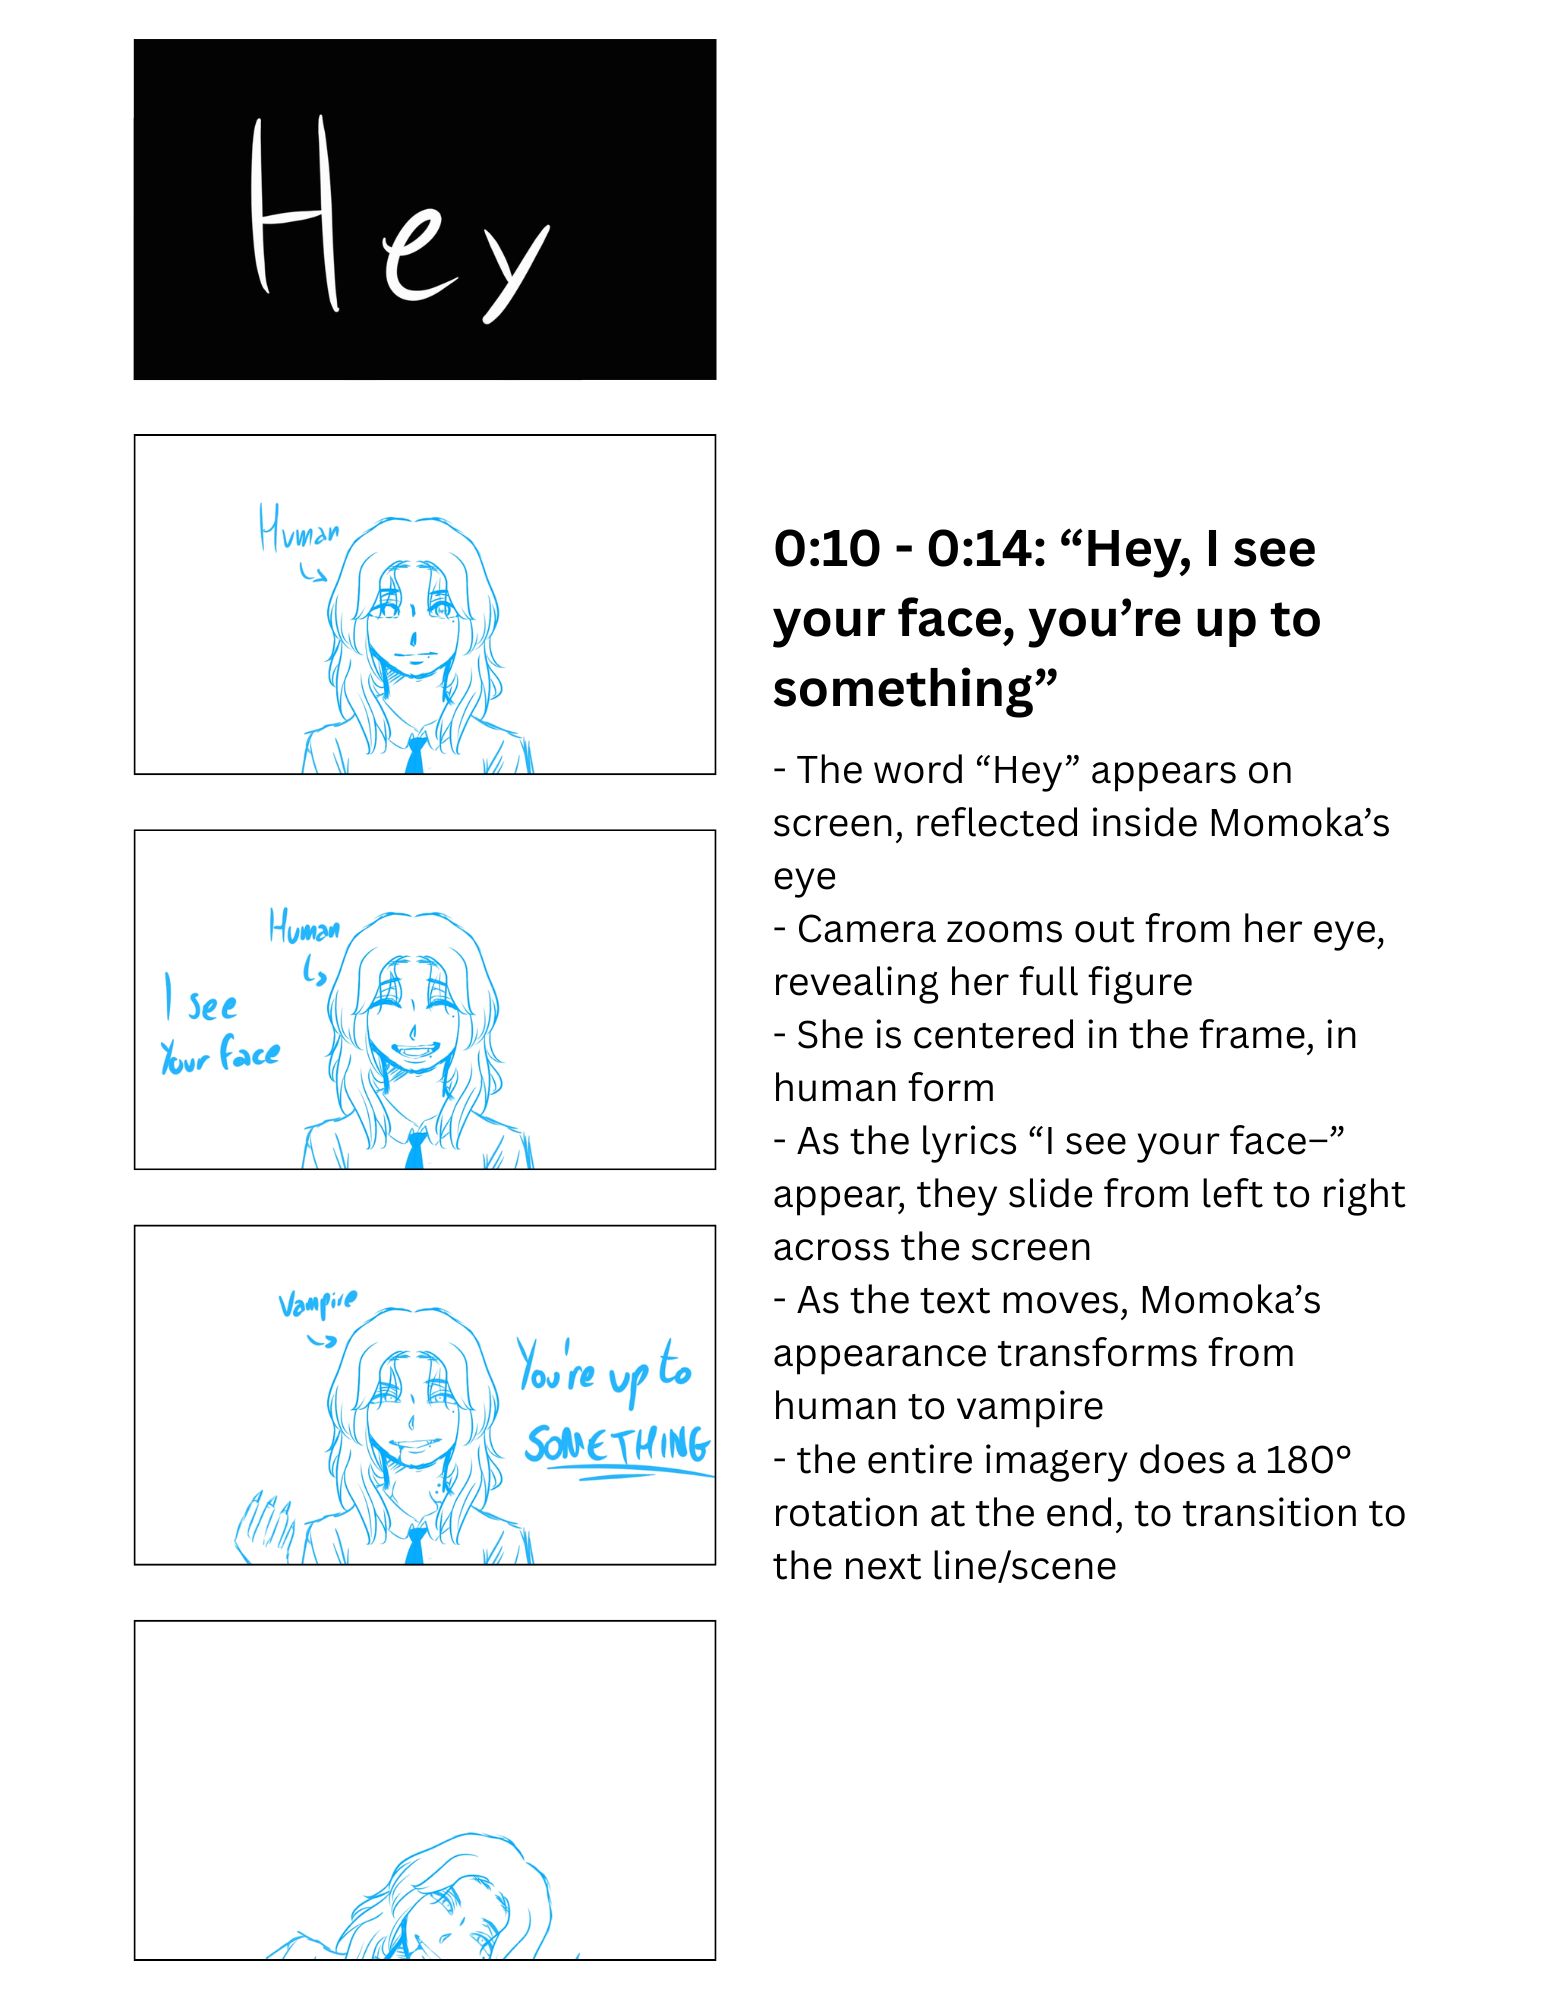 Hey
Human
Human
I see
Your face
Vampire
You're up to
SOMETHING
0:10 - 0:14: “Hey, I see
your face, you’re up to
something”
- The word “Hey” appears on
screen, reflected inside Momoka’s
eye
- Camera zooms out from her eye,
revealing her full figure
- She is centered in the frame, in
human form
- As the lyrics “I see your face–”
appear, they slide from left to right
across the screen
- As the text moves, Momoka’s
appearance transforms from
human to vampire
- the entire imagery does a 180°
rotation at the end, to transition to
the next line/scene